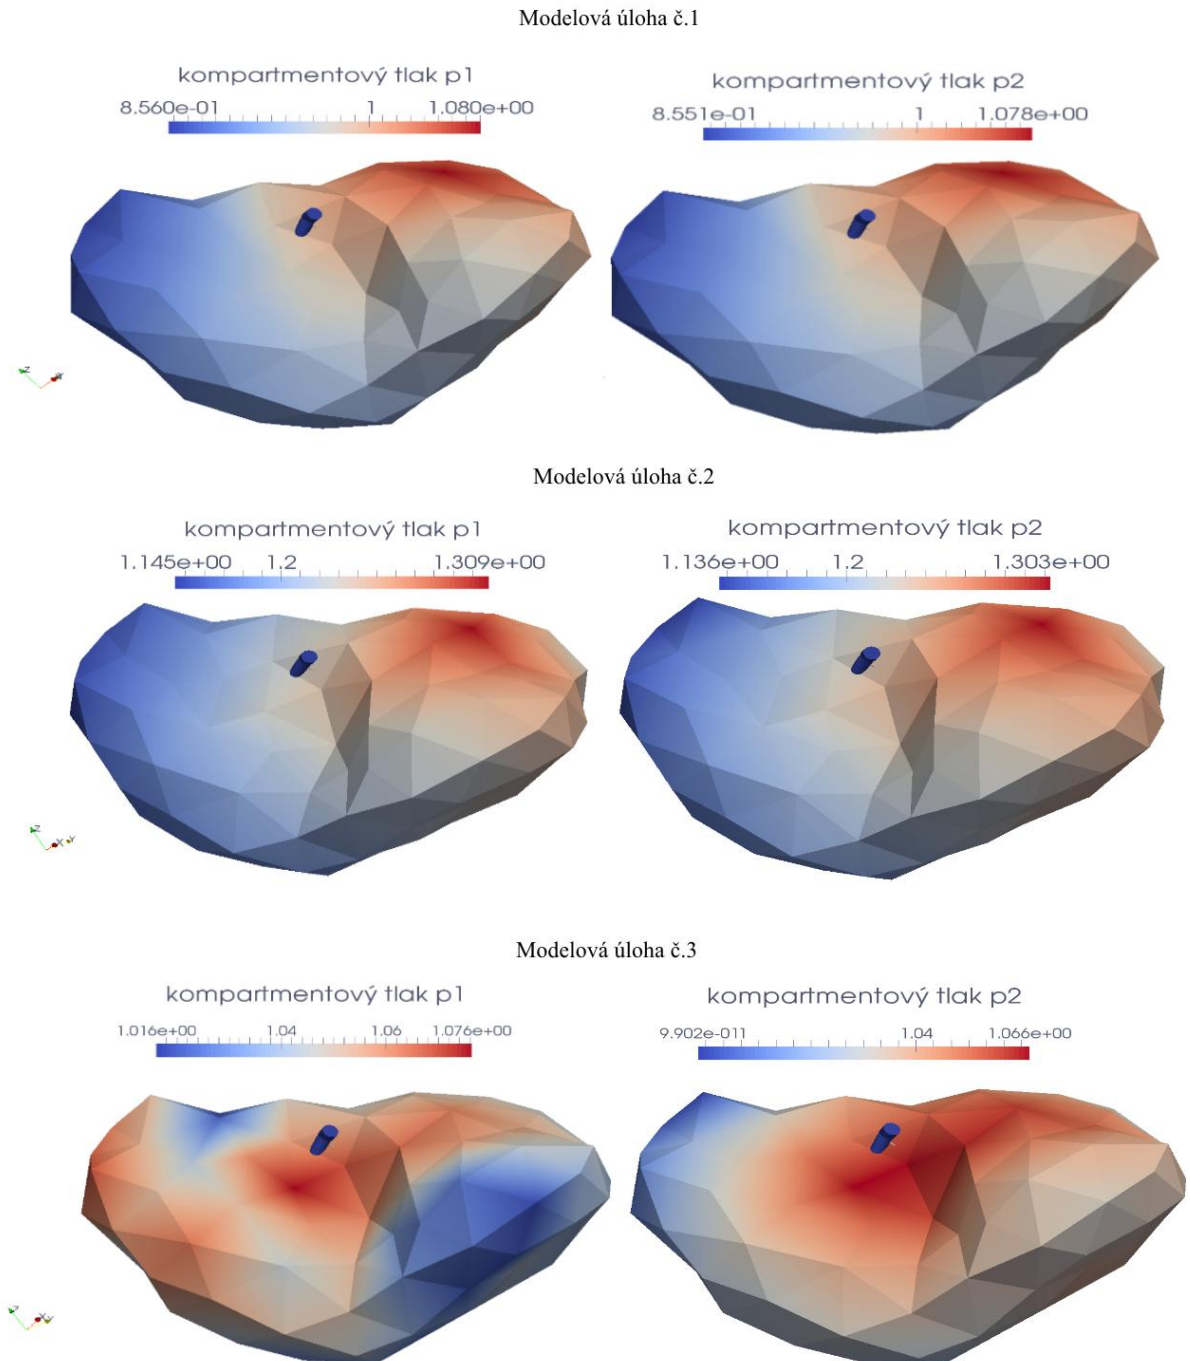 Modelová úloha č.1
kompartmentový tlak p1
8.560e-01 1 1.080e+00
kompartmentový tlak p2
8.551e-01 1 1.078e+00
Z
Modelová úloha č.2
kompartmentový tlak p1
1.145e+00 1.2 1.309e+00
kompartmentový tlak p2
1.136e+00 1.2 1.303e+00
Z X Y
Modelová úloha č.3
kompartmentový tlak p1
1.016e+00 1.04 1.06 1.076e+00
kompartmentový tlak p2
9.902e-011 1.04 1.066e+00
Z X Y